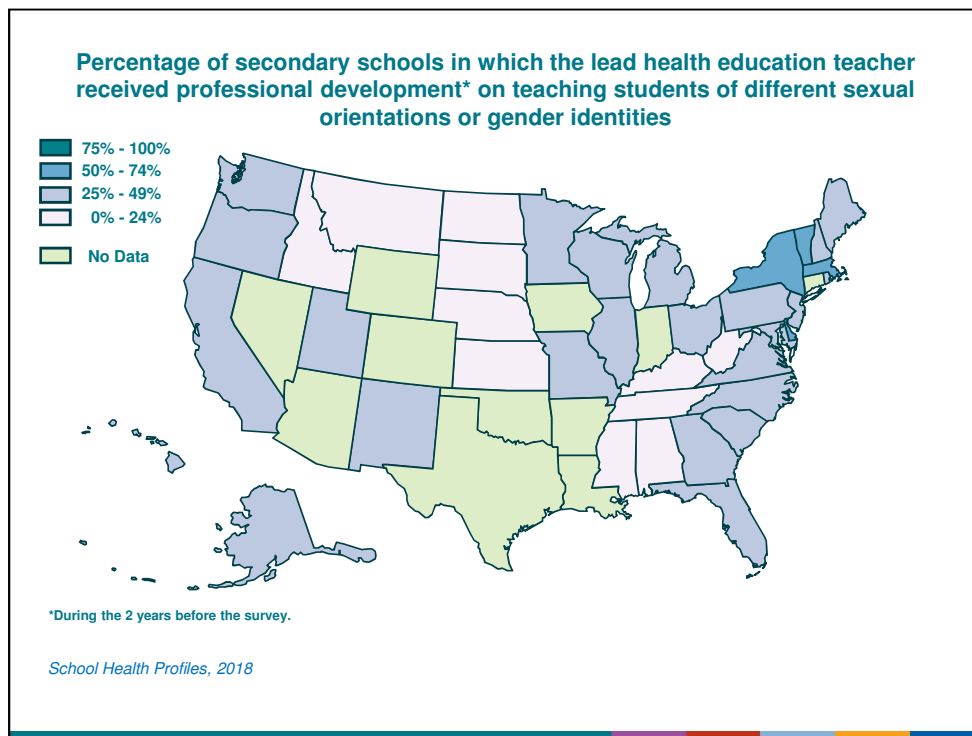 Percentage of secondary schools in which the lead health education teacher
received professional development* on teaching students of different sexual
orientations or gender identities
75% - 100%
50% - 74%
25% - 49%
0% - 24%
No Data
*During the 2 years before the survey.
School Health Profiles, 2018